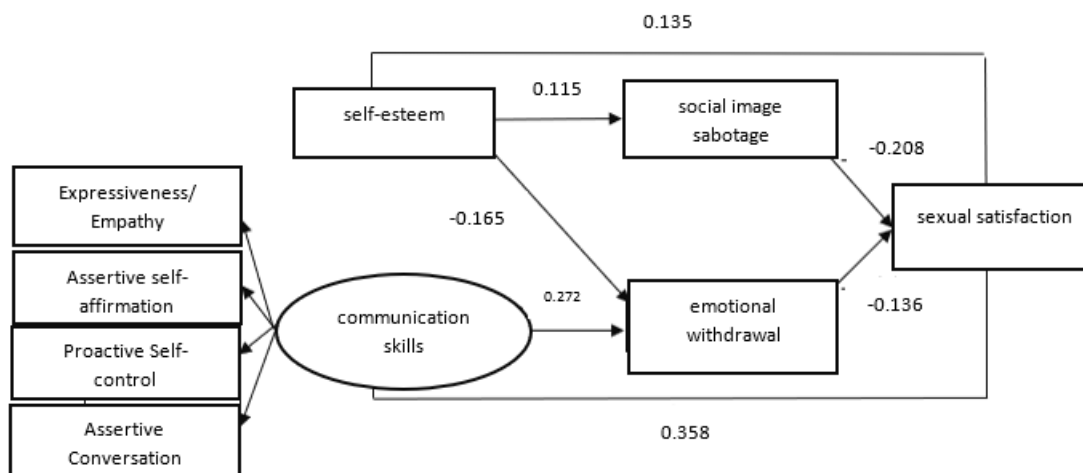 0.135
self-esteem
0.115
social image
sabotage
-0.208
Expressiveness/
Empathy
-0.165
sexual satisfaction
Assertive self-
affirmation
communication
skills
0.272
emotional
withdrawal
-0.136
Proactive Self-
control
Assertive
Conversation
0.358